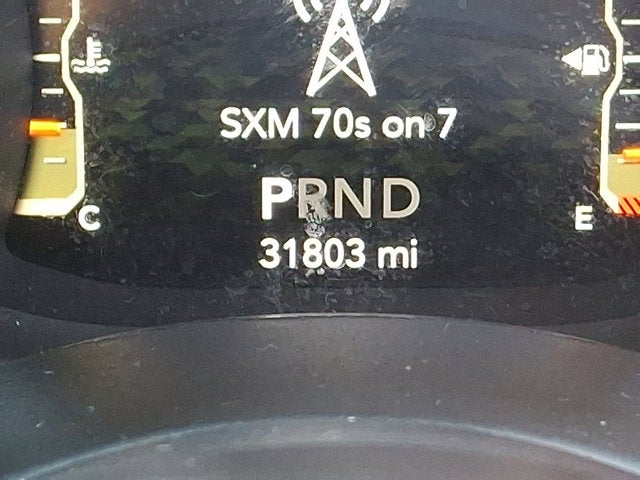 SXM 70s on 7
PRND
C
E
31803 mi